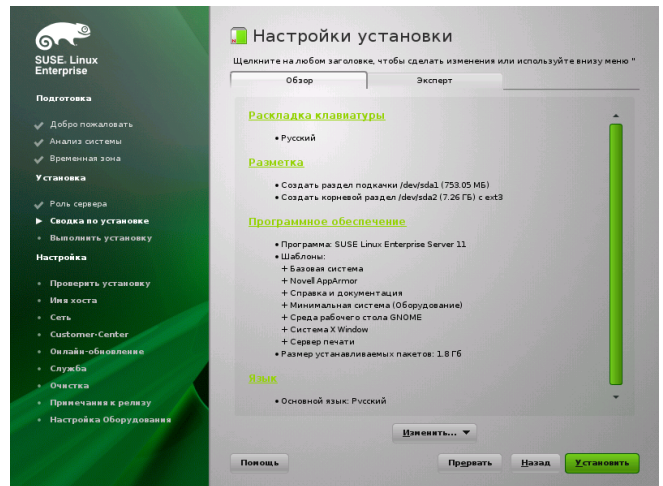 SUSE. Linux
Enterprise
Подготовка
Добро пожаловать
Анализ системы
Временная зона
Установка
Роль сервера
Сводка по установке
Выполнить установку
Настройка
Проверить установку
Имя хоста
Сеть
Customer-Center
Онлайн-обновление
Служба
Очистка
Примечания к релизу
Настройка Оборудования
Настройки установки
Щелкните на любом заголовке, чтобы сделать изменения или используйте внизу меню "
Обзор
Эксперт
Раскладка клавиатуры
• Русский
Разметка
• Создать раздел подкачки /dev/sda1 (753.05 МБ)
• Создать корневой раздел /dev/sda2 (7.26 ГБ) с ext3
Программное обеспечение
• Программа: SUSE Linux Enterprise Server 11
• Шаблоны:
+ Базовая система
+ Novell AppArmor
+ Справка и документация
+ Минимальная система (Оборудование)
+ Среда рабочего стола GNOME
+ Система X Window
+ Сервер печати
• Размер устанавливаемых пакетов: 1.8 Гб
Язык
• Основной язык: Русский
Изменить...
Помощь
Прервать
Назад
Установить